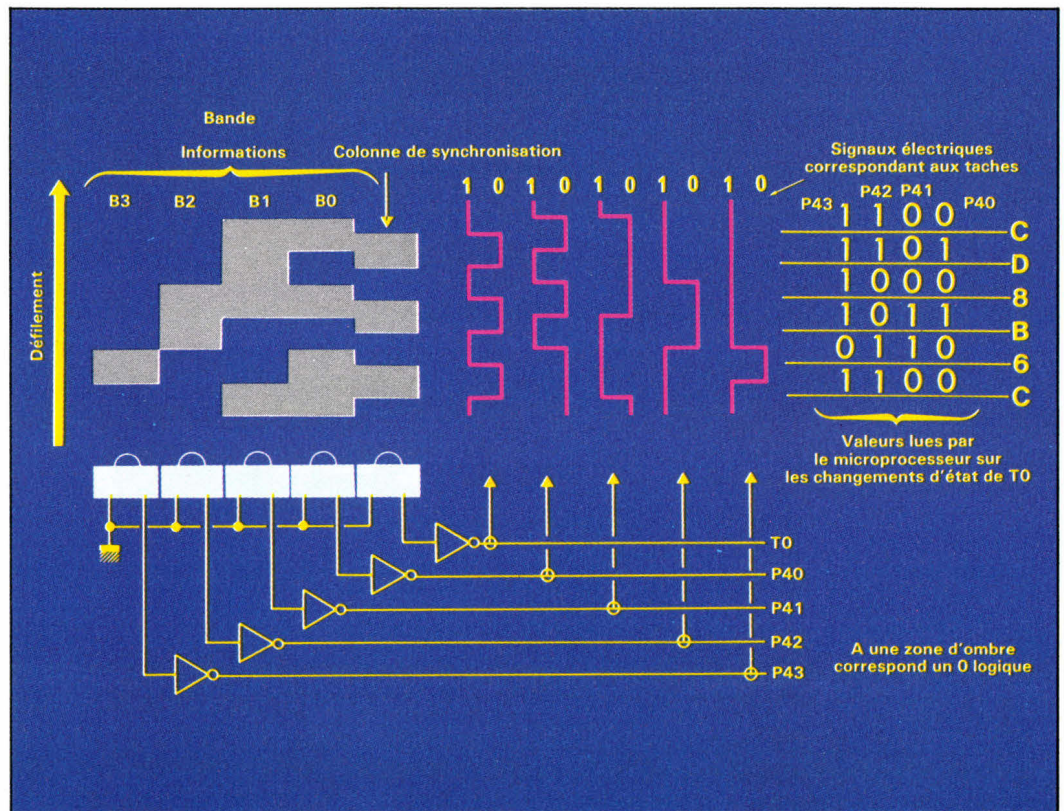 Bande
Informations
Colonne de synchronisation
Défilement
B3 B2 B1 B0
1 0 1 0 1 0 1 0 1 0
Signaux électriques
correspondant aux taches
P43 P42 P41 P40
1 1 0 0 C
1 1 0 1 D
1 0 0 0 8
1 0 1 1 B
0 1 1 0 6
1 1 0 0 C
Valeurs lues par
le microprocesseur sur
les changements d'état de T0
T0
P40
P41
P42
P43
A une zone d'ombre
correspond un 0 logique